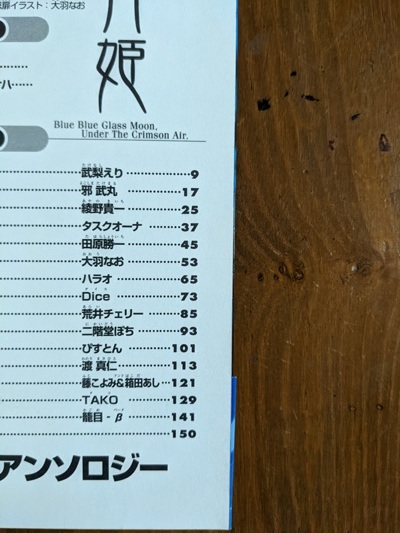 扉イラスト：大羽なお
月姫
ハ……
Blue Blue Glass Moon,
Under The Crimson Air.
武梨えり………………9
邪 武丸………………17
綾野貴一………………25
タスクオーナ…………37
田原勝一………………45
大羽なお………………53
ハラオ…………………65
Dice……………………73
荒井チェリー…………85
二階堂ぽち……………93
ぴすとん………………101
渡 真仁………………113
藤こよみ&箱田あし…121
TAKO…………………129
籠目-β………………141
………………………150
アンソロジー